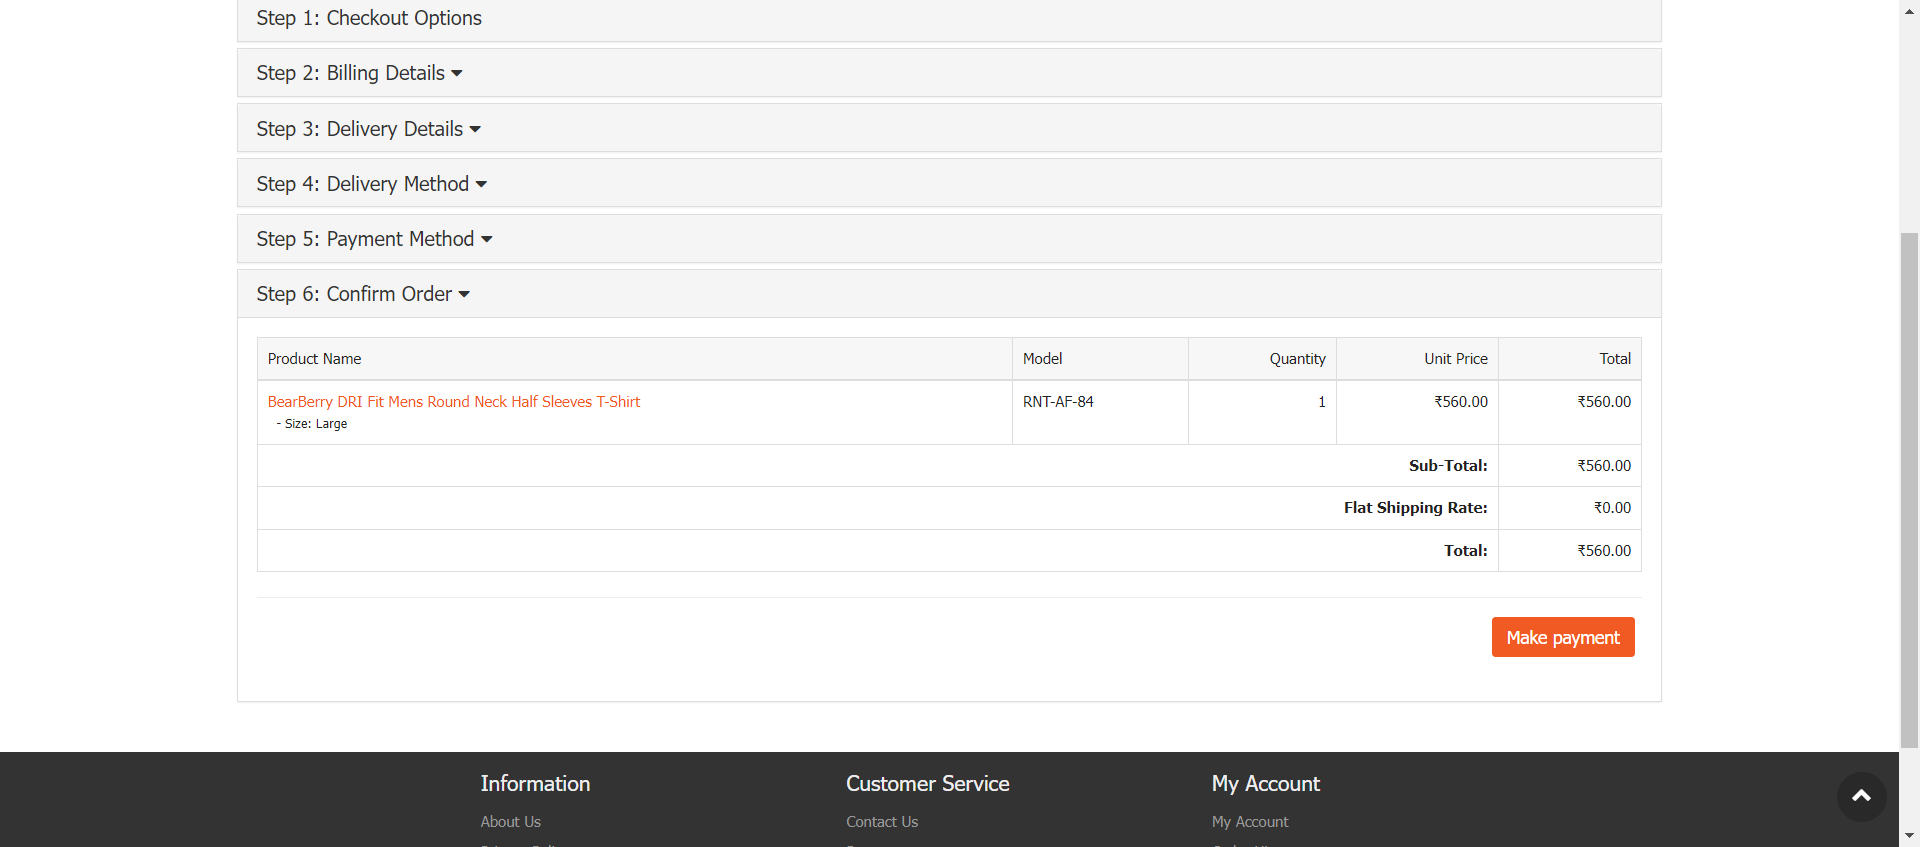 Step 1: Checkout Options
Step 2: Billing Details
Step 3: Delivery Details
Step 4: Delivery Method
Step 5: Payment Method
Step 6: Confirm Order
Product Name Model Quantity Unit Price Total
BearBerry DRI Fit Mens Round Neck Half Sleeves T-Shirt RNT-AF-84 1 ₹560.00 ₹560.00
- Size: Large
Sub-Total: ₹560.00
Flat Shipping Rate: ₹0.00
Total: ₹560.00
Make payment
Information Customer Service My Account
About Us Contact Us My Account